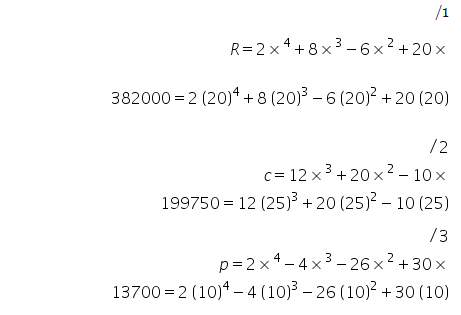 /1
R = 2 × ⁴ + 8 × ³ − 6 × ² + 20 ×
382000 = 2 (20)⁴ + 8 (20)³ − 6 (20)² + 20 (20)
/ 2
c = 12 × ³ + 20 × ² − 10 ×
199750 = 12 (25)³ + 20 (25)² − 10 (25)
/ 3
p = 2 × ⁴ − 4 × ³ − 26 × ² + 30 ×
13700 = 2 (10)⁴ − 4 (10)³ − 26 (10)² + 30 (10)